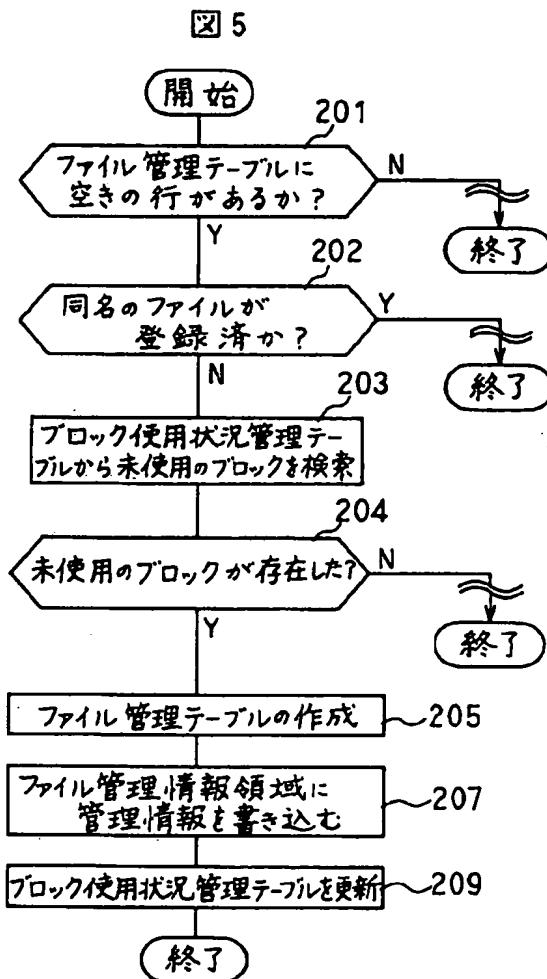 図5
開始
201
ファイル管理テーブルに
空きの行があるか?
N
Y
終了
202
同名のファイルが
登録済か?
Y
N
終了
203
ブロック使用状況管理テー
ブルから未使用のブロックを検索
204
未使用のブロックが存在した?
N
Y
終了
ファイル管理テーブルの作成
205
ファイル管理情報領域に
管理情報を書き込む
207
ブロック使用状況管理テーブルを更新
209
終了